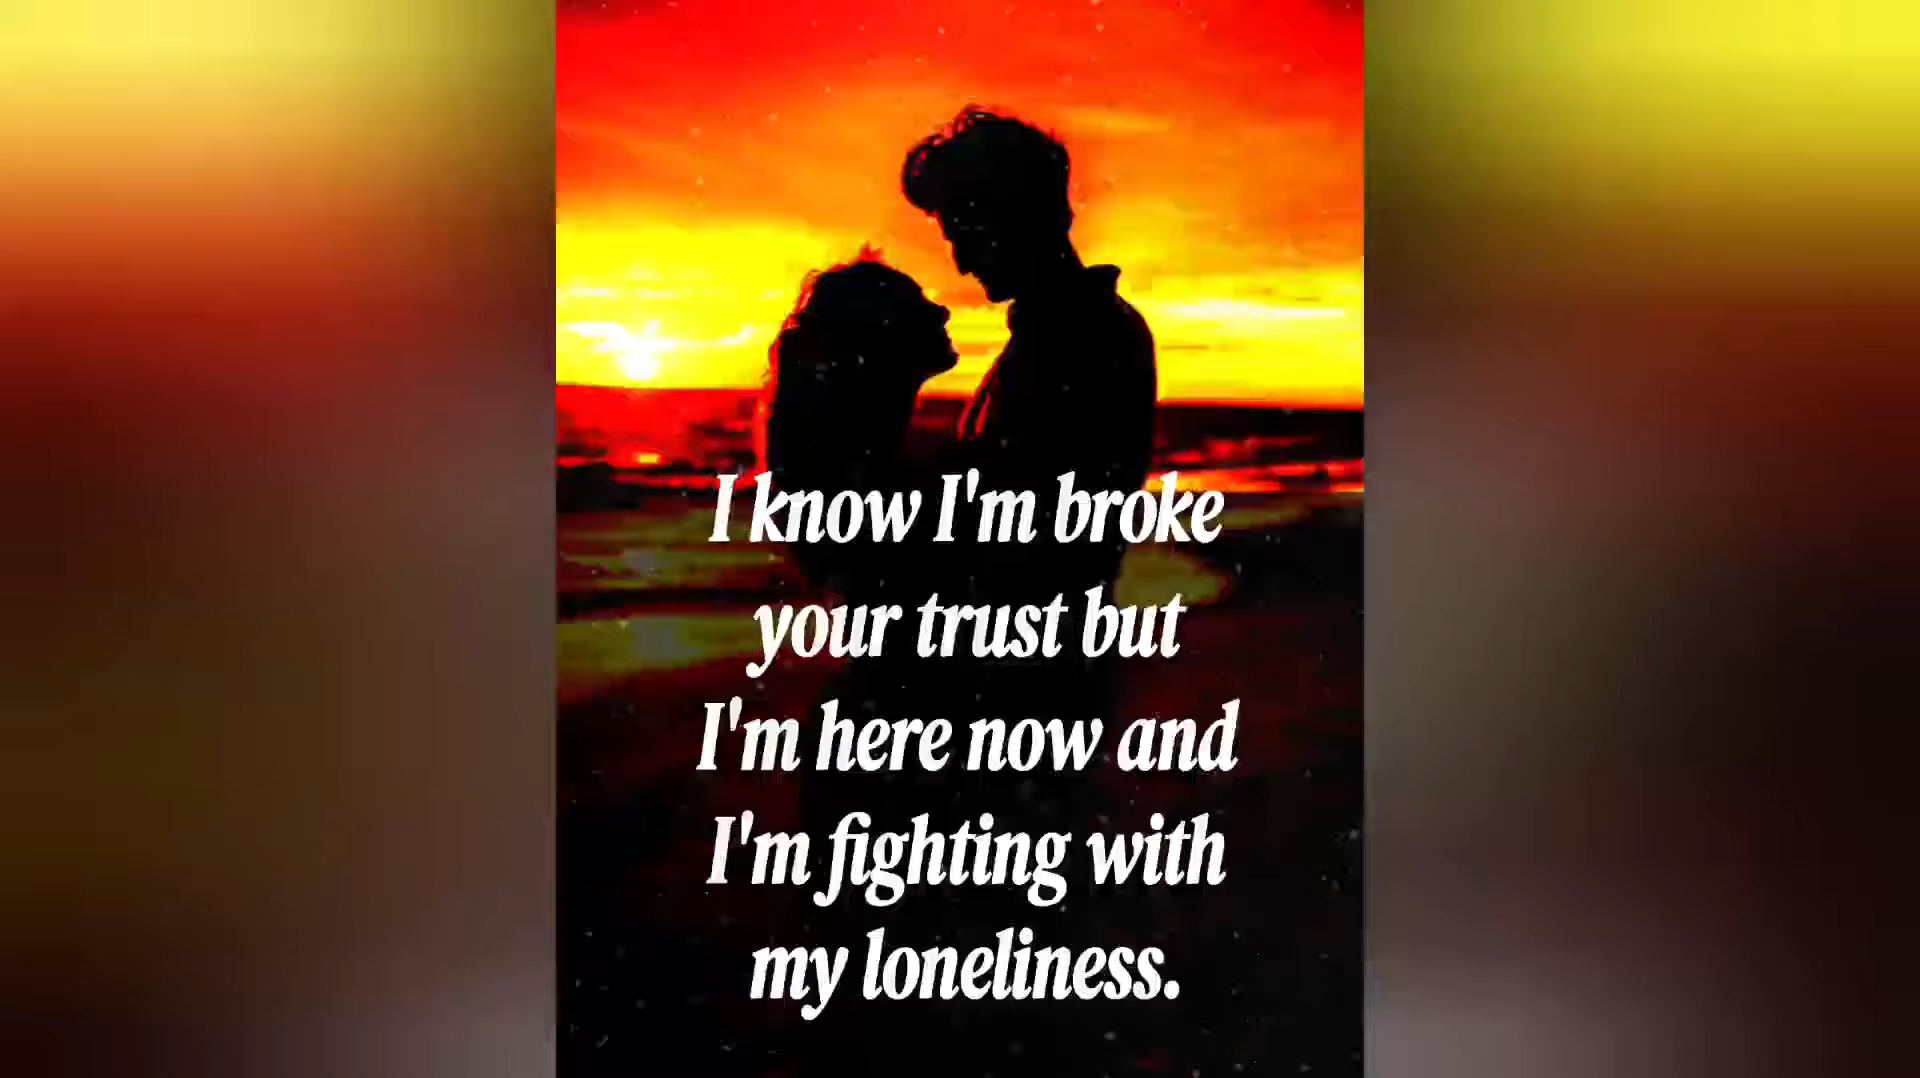 I know I'm broke
your trust but
I'm here now and
I'm fighting with
my loneliness.